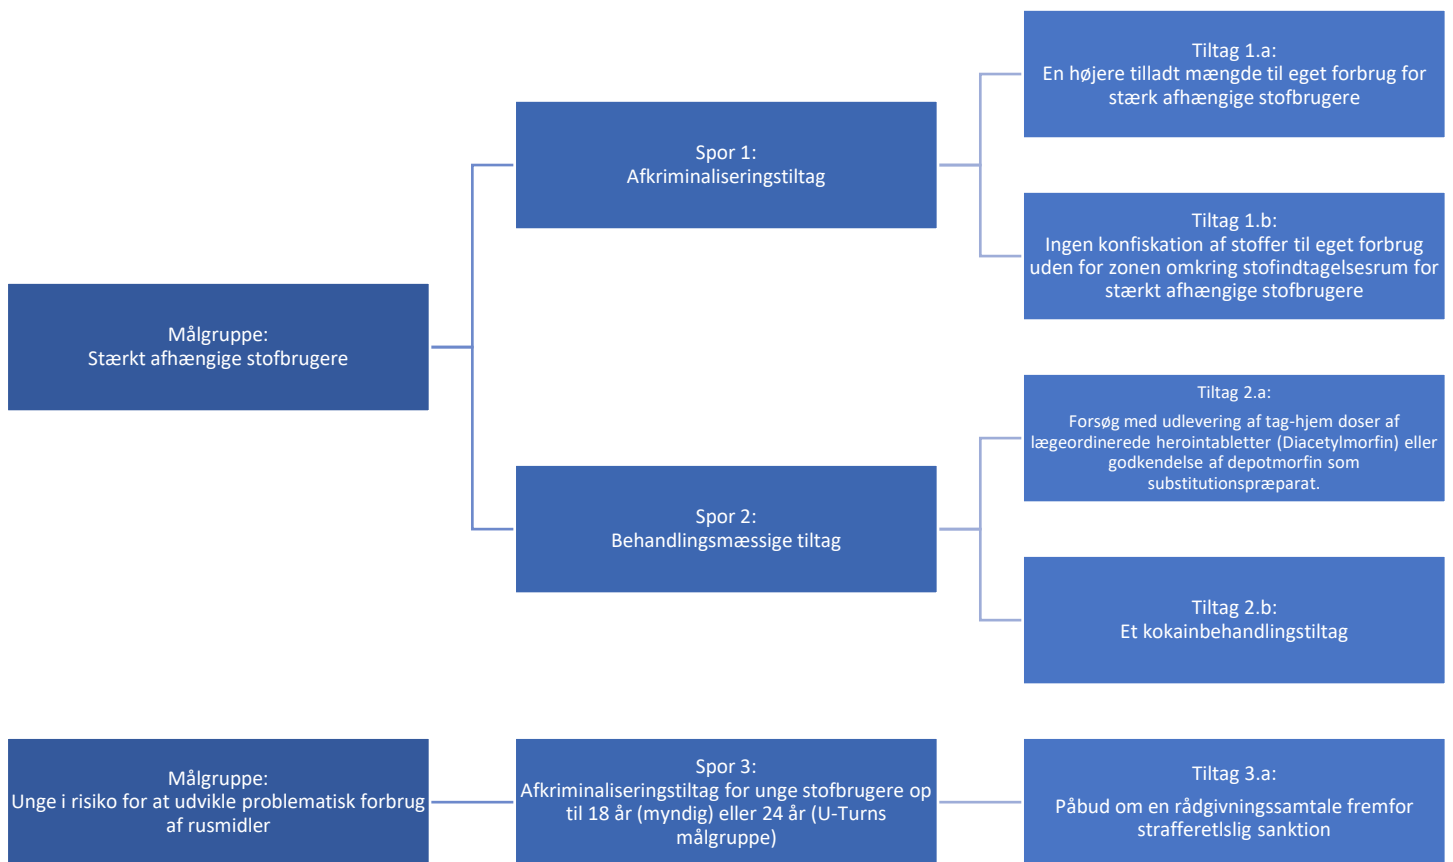 Målgruppe:
Stærkt afhængige stofbrugere
Spor 1:
Afkriminaliseringstiltag
Tiltag 1.a:
En højere tilladt mængde til eget forbrug for
stærk afhængige stofbrugere
Tiltag 1.b:
Ingen konfiskation af stoffer til eget forbrug
uden for zonen omkring stofindtagelsesrum for
stærkt afhængige stofbrugere
Spor 2:
Behandlingsmæssige tiltag
Tiltag 2.a:
Forsøg med udlevering af tag-hjem doser af
lægeordinerede herointabletter (Diacetylmorfin) eller
godkendelse af depotmorfin som
substitutionspræparat.
Tiltag 2.b:
Et kokainbehandlingstiltag
Målgruppe:
Unge i risiko for at udvikle problematisk forbrug
af rusmidler
Spor 3:
Afkriminaliseringstiltag for unge stofbrugere op
til 18 år (myndig) eller 24 år (U-Turns
målgruppe)
Tiltag 3.a:
Påbud om en rådgivningssamtale fremfor
strafferetlslig sanktion